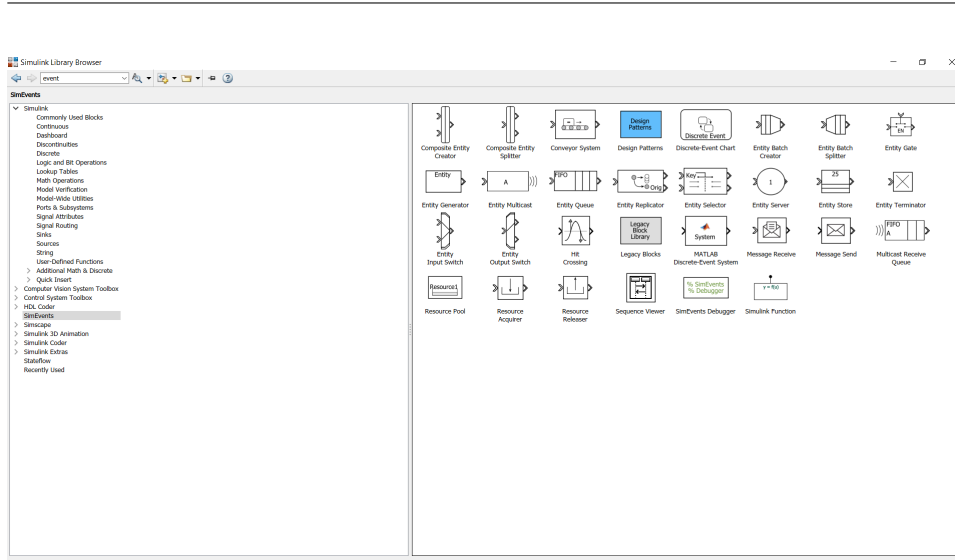 Simulink Library Browser
event
SimEvents
Simulink
Commonly Used Blocks
Continuous
Dashboard
Discontinuities
Discrete
Logic and Bit Operations
Lookup Tables
Math Operations
Model Verification
Model-Wide Utilities
Ports & Subsystems
Signal Attributes
Signal Routing
Sinks
Sources
String
User-Defined Functions
Additional Math & Discrete
Quick Insert
Computer Vision System Toolbox
Control System Toolbox
HDL Coder
SimEvents
Simscape
Simulink 3D Animation
Simulink Coder
Simulink Extras
Stateflow
Recently Used
Design
Patterns
Discrete Event
EN
Composite Entity
Creator
Composite Entity
Splitter
Conveyor System
Design Patterns
Discrete-Event Chart
Entity Batch
Creator
Entity Batch
Splitter
Entity Gate
Entity
A
FIFO
Orig
Key
1
25
Entity Generator
Entity Multicast
Entity Queue
Entity Replicator
Entity Selector
Entity Server
Entity Store
Entity Terminator
Legacy
Block
Library
System
FIFO
A
Entity
Input Switch
Entity
Output Switch
Hit
Crossing
Legacy Blocks
MATLAB
Discrete-Event System
Message Receive
Message Send
Multicast Receive
Queue
Resource1
% SimEvents
% Debugger
y = f(u)
Resource Pool
Resource
Acquirer
Resource
Releaser
Sequence Viewer
SimEvents Debugger
Simulink Function